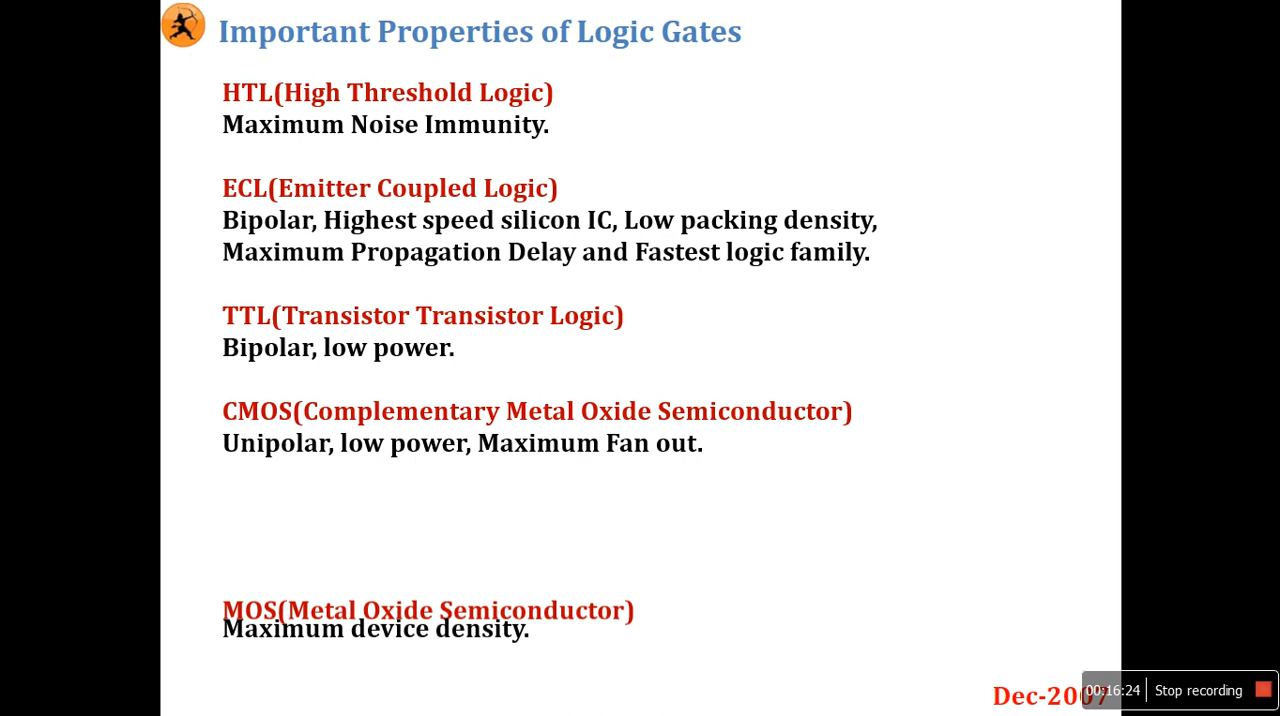 Important Properties of Logic Gates
HTL(High Threshold Logic)
Maximum Noise Immunity.
ECL(Emitter Coupled Logic)
Bipolar, Highest speed silicon IC, Low packing density,
Maximum Propagation Delay and Fastest logic family.
TTL(Transistor Transistor Logic)
Bipolar, low power.
CMOS(Complementary Metal Oxide Semiconductor)
Unipolar, low power, Maximum Fan out.
MOS(Metal Oxide Semiconductor)
Maximum device density.
Dec-2007
00:16:24 Stop recording